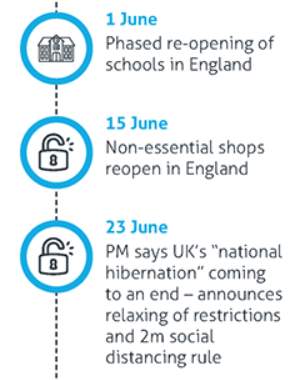 1 June
Phased re-opening of
schools in England
15 June
Non-essential shops
reopen in England
23 June
PM says UK’s “national
hibernation” coming
to an end – announces
relaxing of restrictions
and 2m social
distancing rule